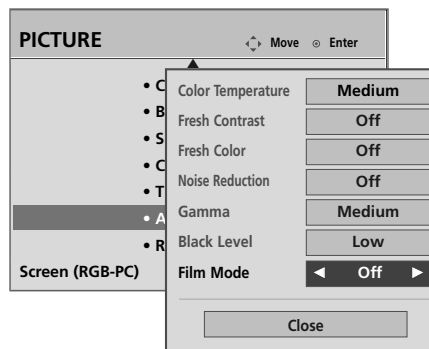 PICTURE Move Enter
• C
• B
• S
• C
• T
• A
• R
Screen (RGB-PC)
Color Temperature Medium
Fresh Contrast Off
Fresh Color Off
Noise Reduction Off
Gamma Medium
Black Level Low
Film Mode ◄ Off ►
Close